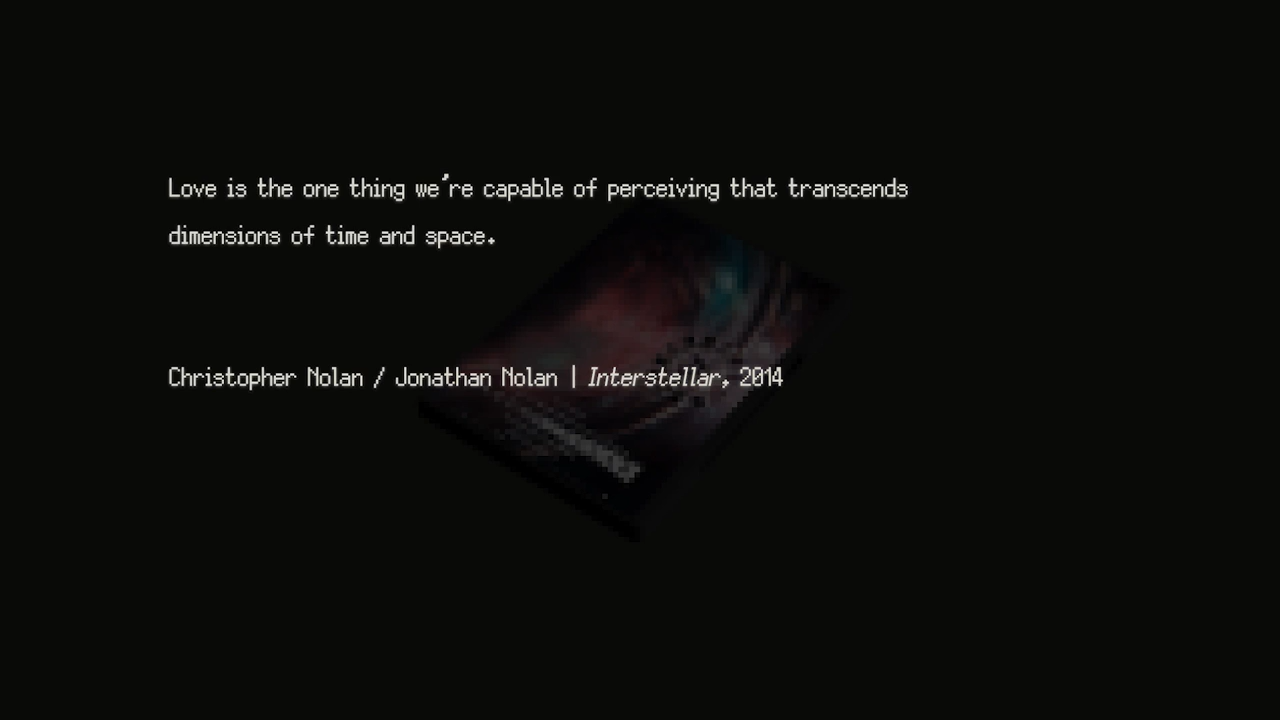 Love is the one thing we're capable of perceiving that transcends
dimensions of time and space.
Christopher Nolan / Jonathan Nolan | Interstellar, 2014